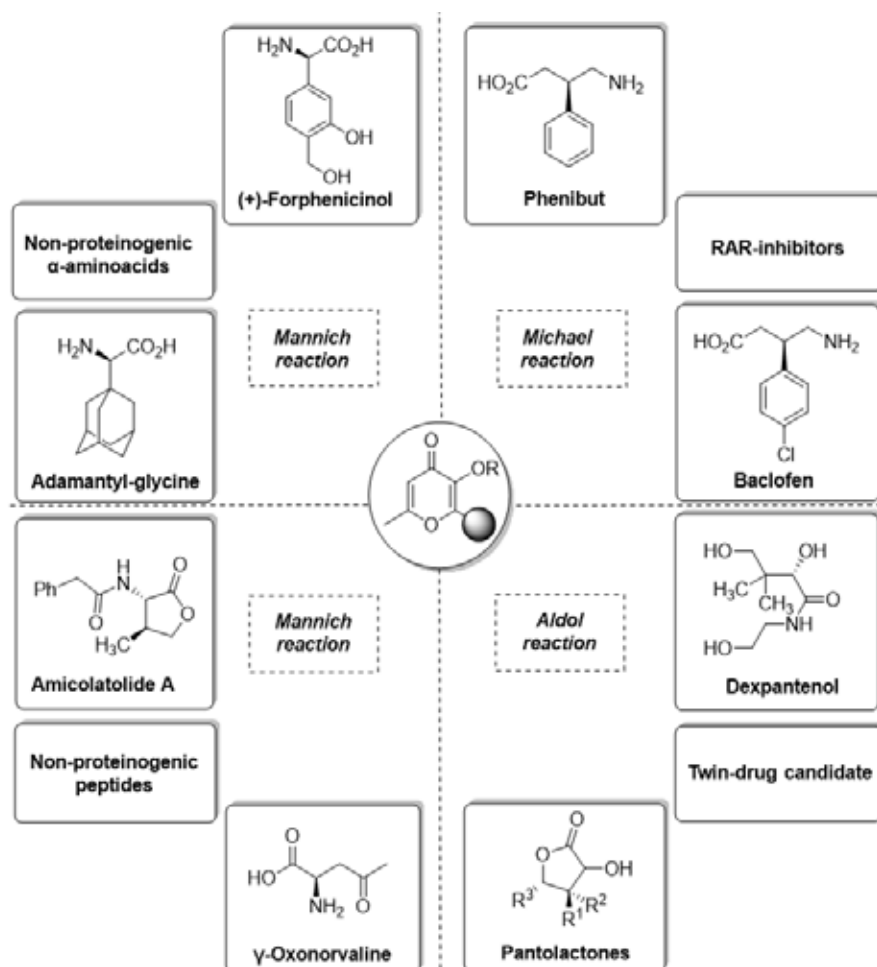 H2N CO2H
OH
OH
(+)-Forphenicinol
HO2C NH2
Phenibut
Non-proteinogenic
α-aminoacids
RAR-inhibitors
Mannich
reaction
Michael
reaction
H2N CO2H
Adamantyl-glycine
HO2C NH2
Cl
Baclofen
O
OR
O
Ph
H
N
O
O
O
H3C
Amicolatolide A
Mannich
reaction
Aldol
reaction
HO OH
H3C
CH3 O
NH
HO
Dexpantenol
Non-proteinogenic
peptides
Twin-drug candidate
O
HO
NH2 O
γ-Oxonorvaline
O
O
OH
R3 R2
R1
Pantolactones